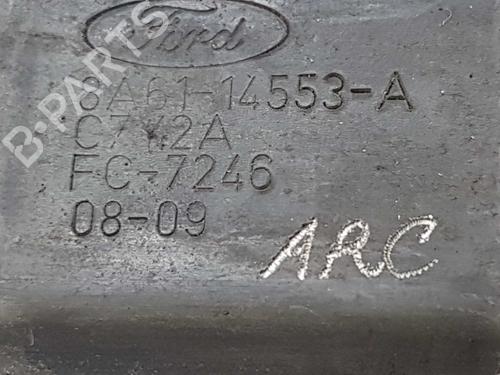 Ford
8A61-14553-A
C7Y2A
FC-7246
08-09
ARC
B-PARTS